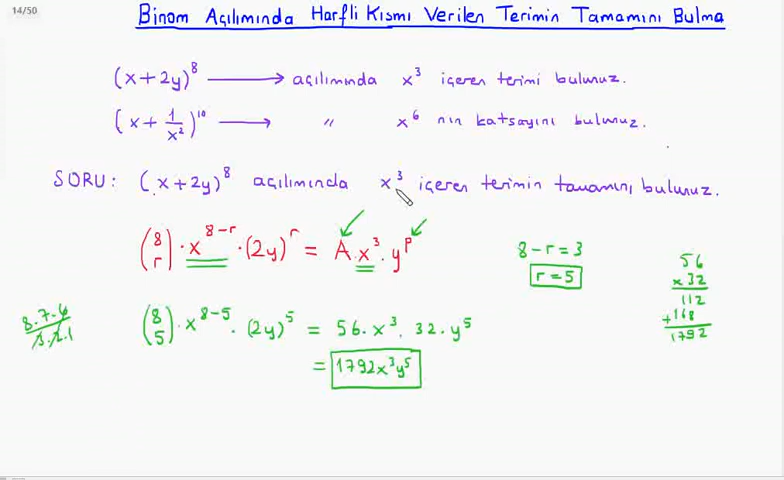 14/50
Binom Açılımında Harfli Kısmı Verilen Terimin Tamamını Bulma
(x+2y)^8 ⟶ açılımında x^3 içeren terimi bulunuz.
(x + 1/x^2)^10 ⟶ " x^6 nın katsayını bulunuz.
SORU: (x+2y)^8 açılımında x^3 içeren terimin tamamını bulunuz.
(8 r) · x^(8-r) · (2y)^r = A · x^3 · y^p
8-r=3
r=5
56
x32
112
+168
1792
8.7.6/3.2.1
(8 5) · x^(8-5) · (2y)^5 = 56 . x^3 . 32 . y^5
= 1792x^3y^5